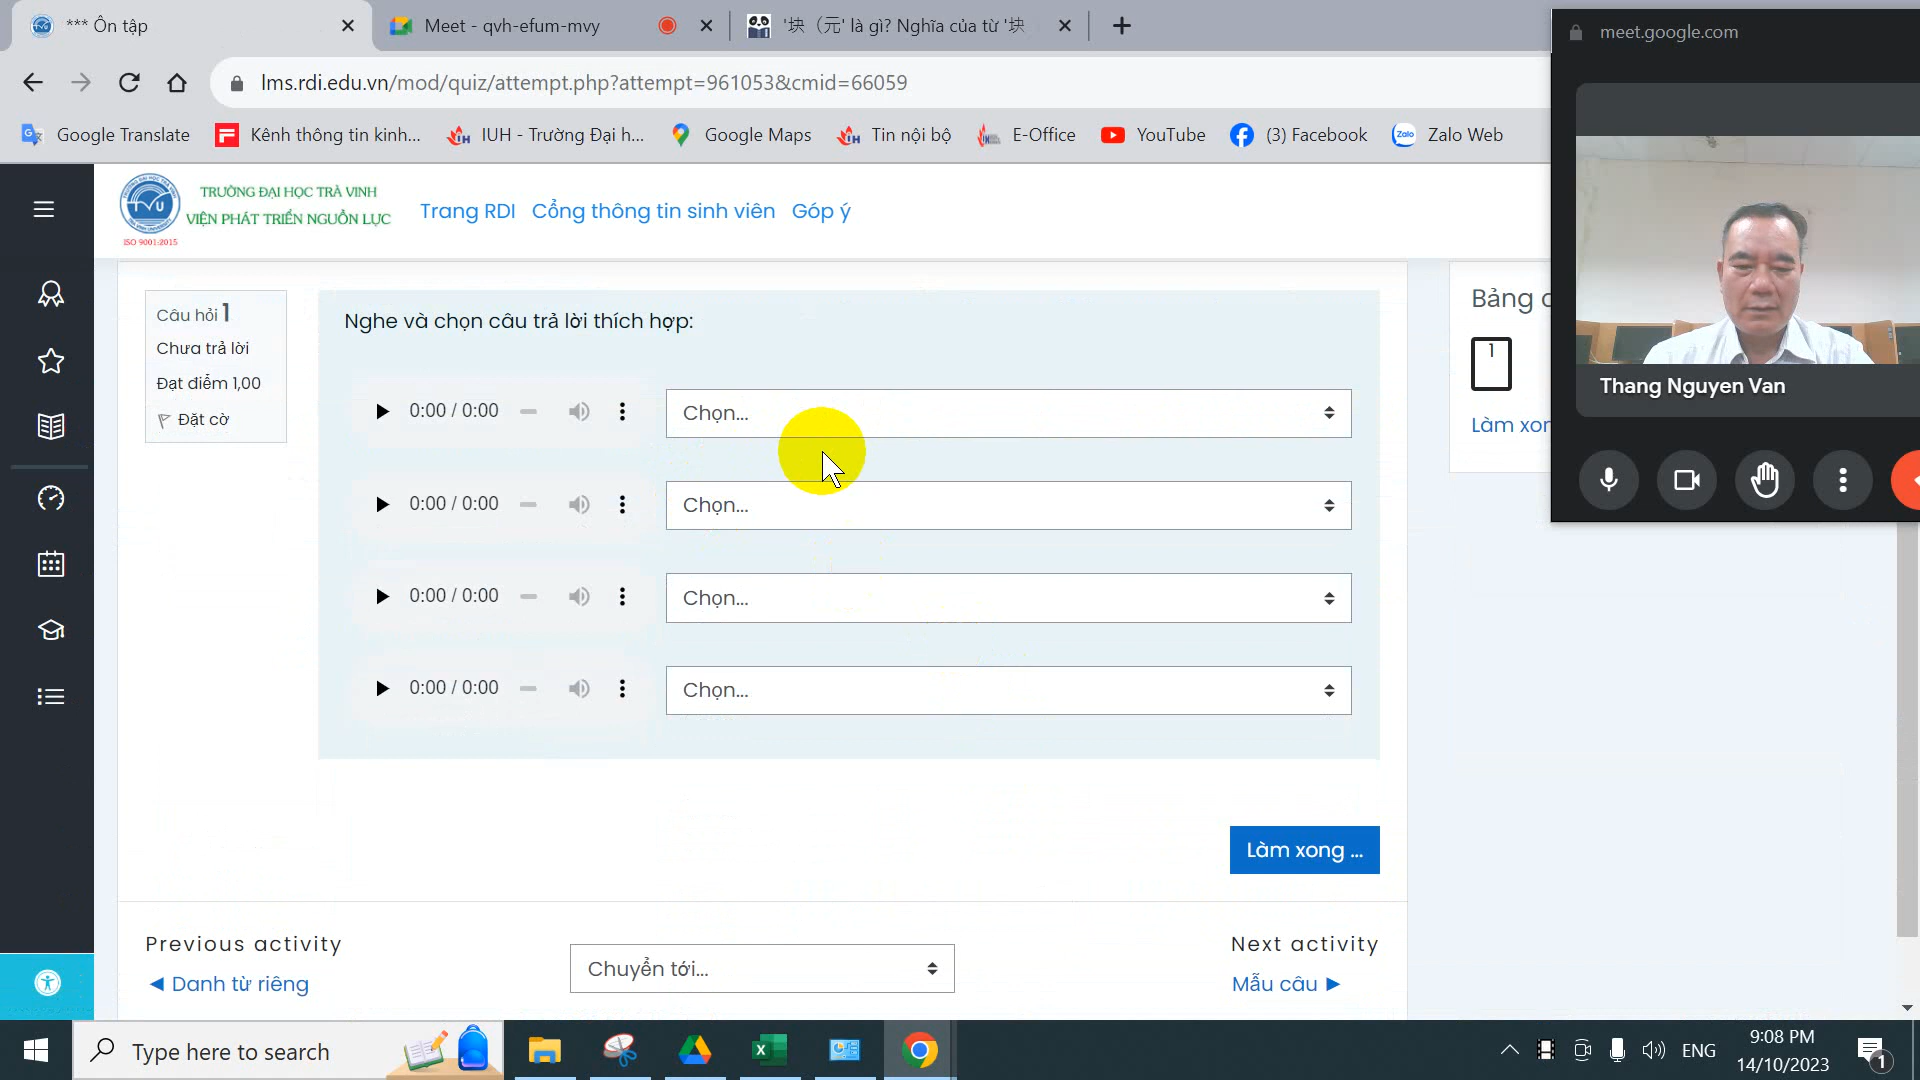 *** Ôn tập
Meet - qvh-efum-mvy
'块（元' là gì? Nghĩa của từ '块
meet.google.com
lms.rdi.edu.vn/mod/quiz/attempt.php?attempt=961053&cmid=66059
Google Translate
Kênh thông tin kinh...
IUH - Trường Đại h...
Google Maps
Tin nội bộ
E-Office
YouTube
(3) Facebook
Zalo Web
TRƯỜNG ĐẠI HỌC TRÀ VINH
VIỆN PHÁT TRIỂN NGUỒN LỰC
ISO 9001:2015
Trang RDI
Cổng thông tin sinh viên
Góp ý
Câu hỏi 1
Chưa trả lời
Đạt điểm 1,00
Đặt cờ
Nghe và chọn câu trả lời thích hợp:
0:00 / 0:00
Chọn...
0:00 / 0:00
Chọn...
0:00 / 0:00
Chọn...
0:00 / 0:00
Chọn...
Làm xong ...
Bảng
1
Làm
Thang Nguyen Van
Previous activity
◄ Danh từ riêng
Chuyển tới...
Next activity
Mẫu câu ►
Type here to search
ENG
9:08 PM
14/10/2023
1